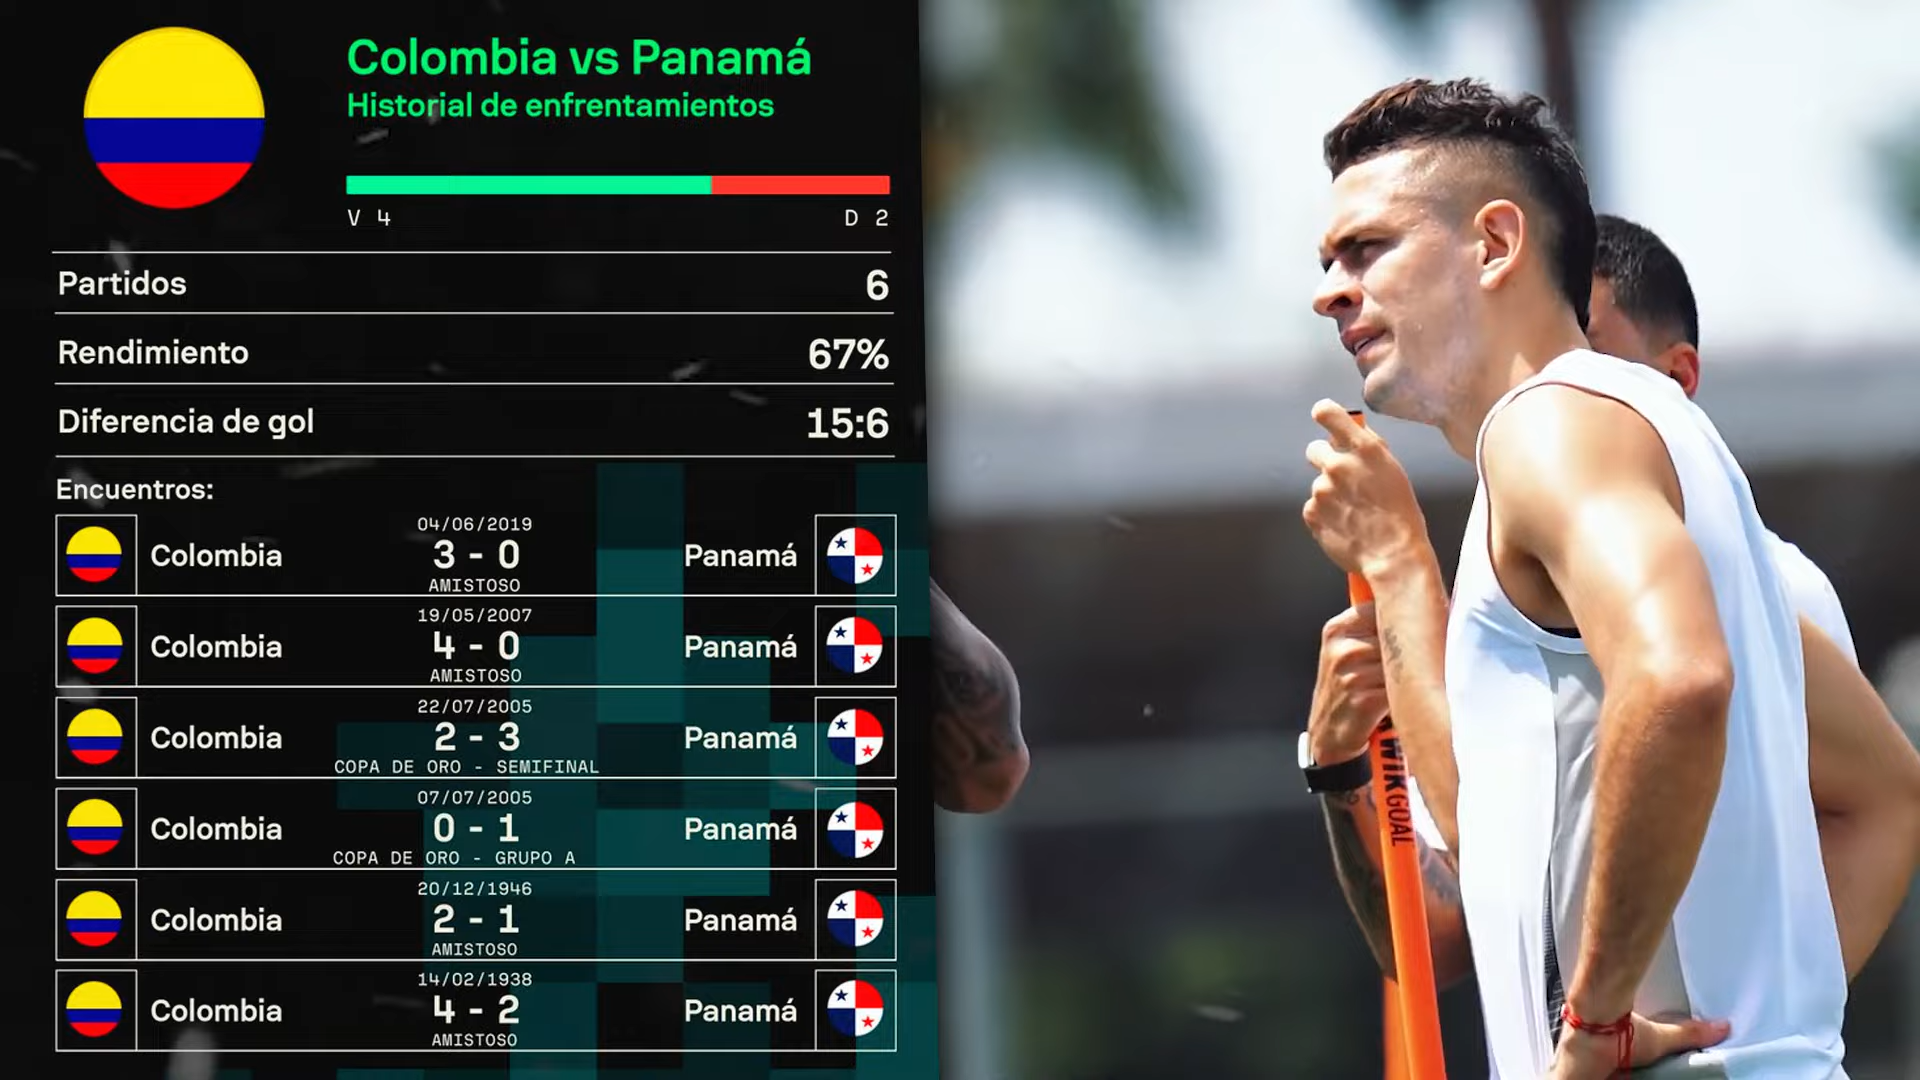 Colombia vs Panamá
Historial de enfrentamientos
V 4 D 2
Partidos 6
Rendimiento 67%
Diferencia de gol 15:6
Encuentros:
04/06/2019
Colombia 3 - 0 Panamá
AMISTOSO
19/05/2007
Colombia 4 - 0 Panamá
AMISTOSO
22/07/2005
Colombia 2 - 3 Panamá
COPA DE ORO - SEMIFINAL
07/07/2005
Colombia 0 - 1 Panamá
COPA DE ORO - GRUPO A
20/12/1946
Colombia 2 - 1 Panamá
AMISTOSO
14/02/1938
Colombia 4 - 2 Panamá
AMISTOSO
KWIKGOAL